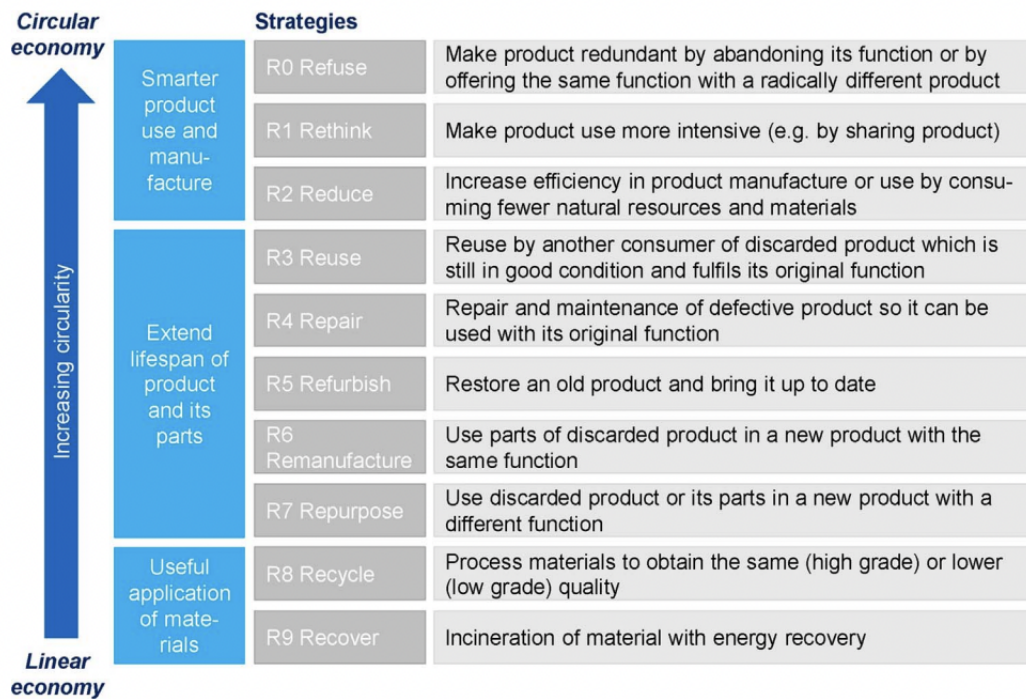 Circular
economy
Strategies
Increasing circularity
Linear
economy
Smarter
product
use and
manu-
facture
R0 Refuse
Make product redundant by abandoning its function or by
offering the same function with a radically different product
R1 Rethink
Make product use more intensive (e.g. by sharing product)
R2 Reduce
Increase efficiency in product manufacture or use by consu-
ming fewer natural resources and materials
Extend
lifespan of
product
and its
parts
R3 Reuse
Reuse by another consumer of discarded product which is
still in good condition and fulfils its original function
R4 Repair
Repair and maintenance of defective product so it can be
used with its original function
R5 Refurbish
Restore an old product and bring it up to date
R6
Remanufacture
Use parts of discarded product in a new product with the
same function
R7 Repurpose
Use discarded product or its parts in a new product with a
different function
Useful
application
of mate-
rials
R8 Recycle
Process materials to obtain the same (high grade) or lower
(low grade) quality
R9 Recover
Incineration of material with energy recovery